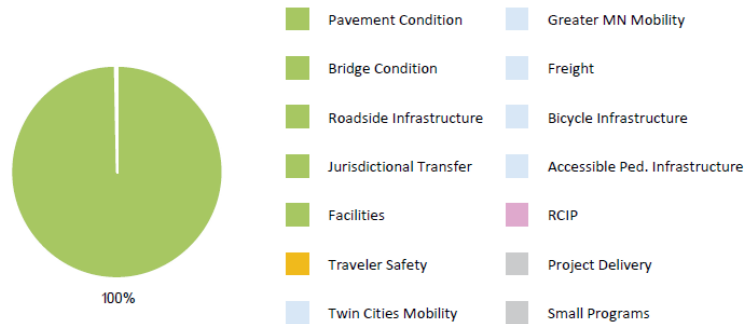 100%
Pavement Condition
Bridge Condition
Roadside Infrastructure
Jurisdictional Transfer
Facilities
Traveler Safety
Twin Cities Mobility
Greater MN Mobility
Freight
Bicycle Infrastructure
Accessible Ped. Infrastructure
RCIP
Project Delivery
Small Programs